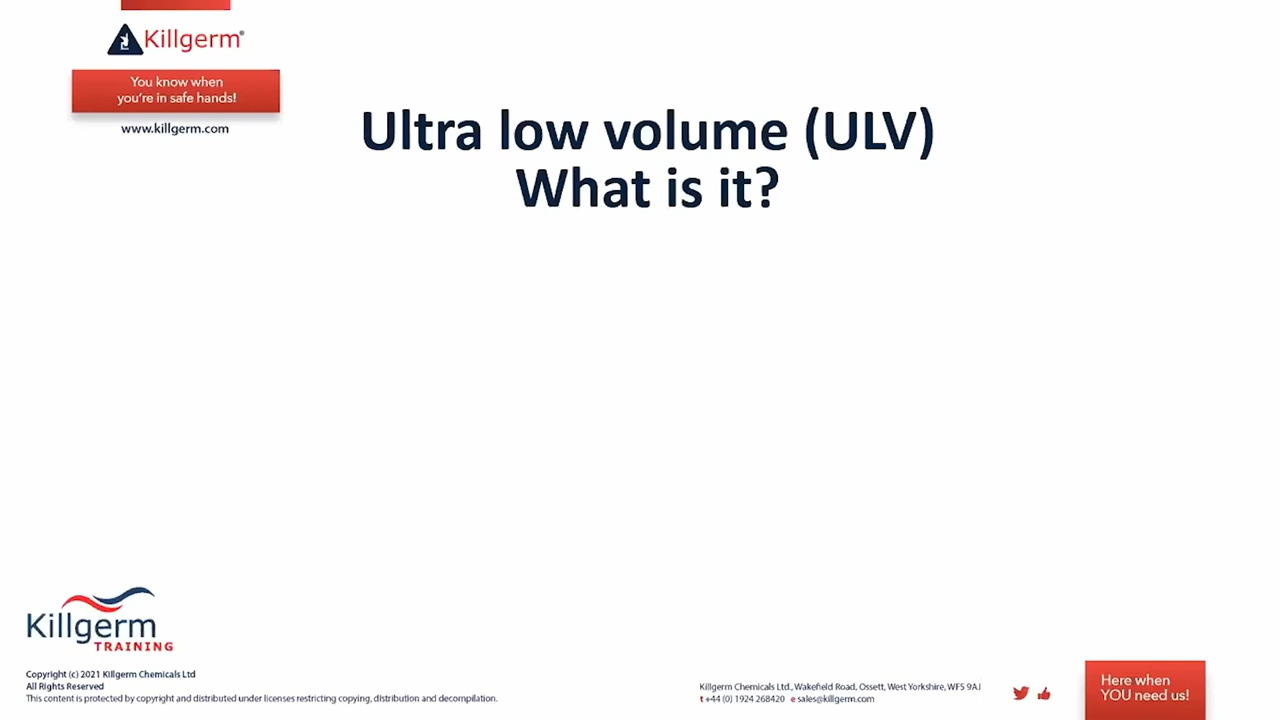 Killgerm®
You know when
you're in safe hands!
www.killgerm.com
Ultra low volume (ULV)
What is it?
Killgerm
TRAINING
Copyright (c) 2021 Killgerm Chemicals Ltd
All Rights Reserved
This content is protected by copyright and distributed under licenses restricting copying, distribution and decompilation.
Killgerm Chemicals Ltd., Wakefield Road, Ossett, West Yorkshire, WF5 9AJ
t +44 (0) 1924 268420 e sales@killgerm.com
Here when
YOU need us!